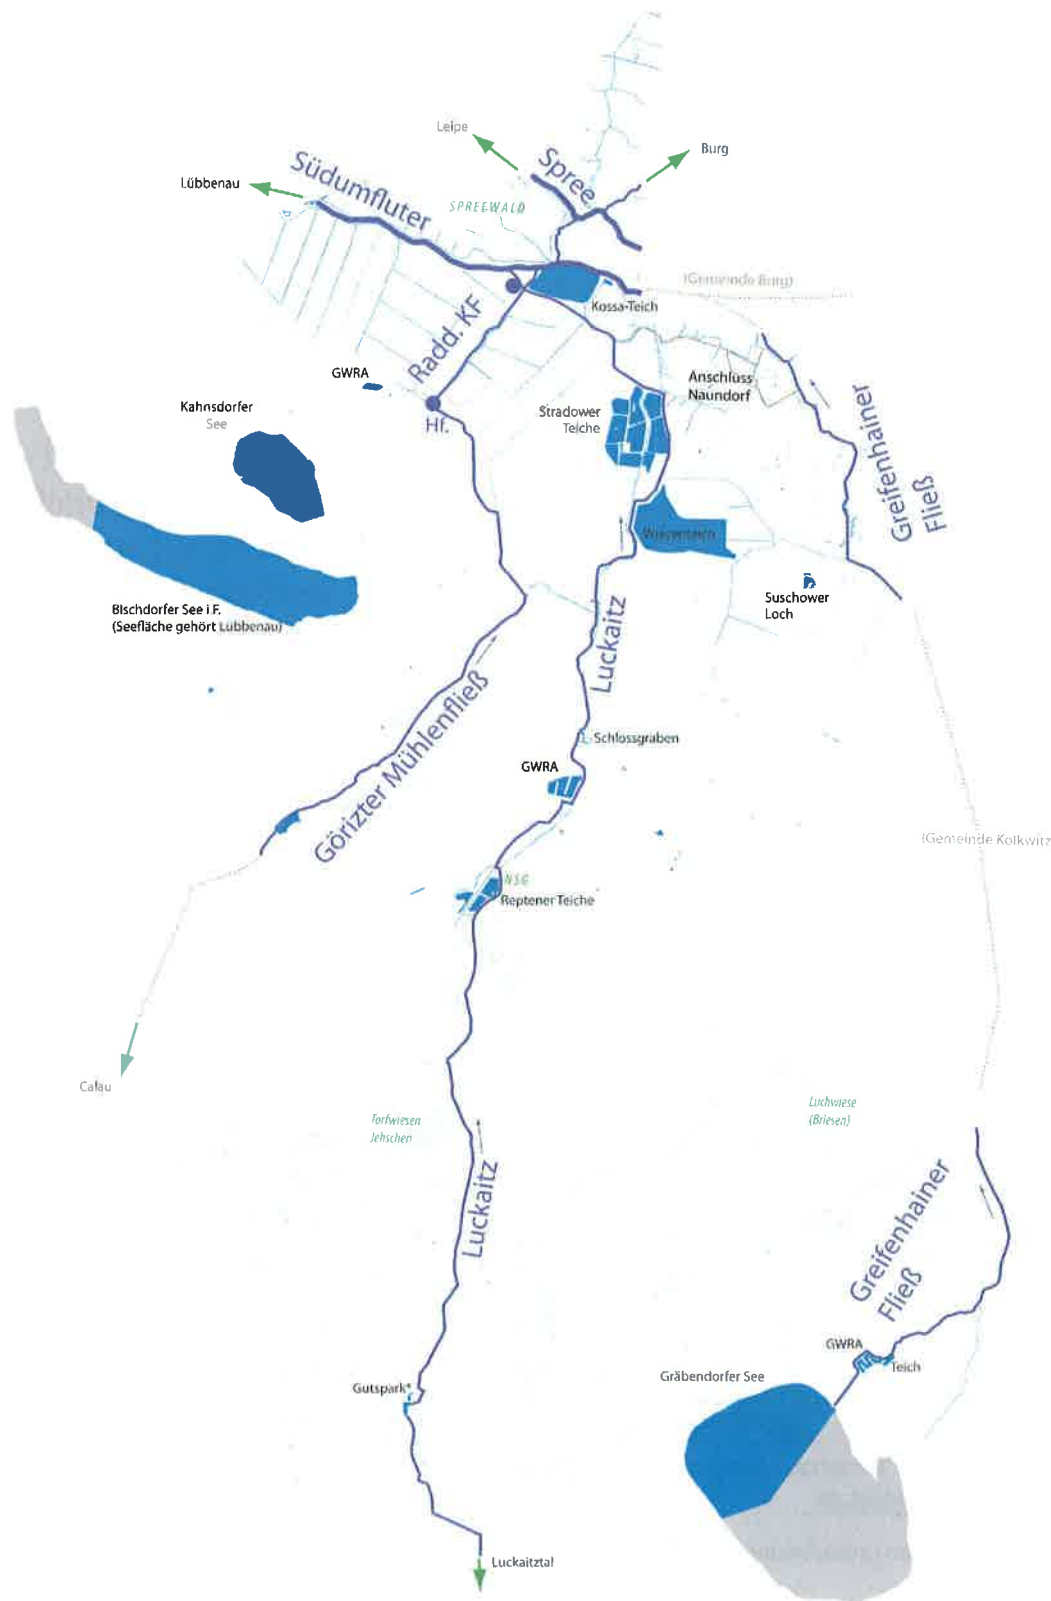 Leipe
Burg
Spree
Lübbenau
Südumfluter
SPREEWALD
(Gemeinde Burg)
Kossa-Teich
Radd. KF
GWRA
Hf.
Anschluss
Naundorf
Kahnsdorfer
See
Stradower
Teiche
Greifenhainer
Fließ
Suschower
Loch
Bischdorfer See i.F.
(Seefläche gehört Lübbenau)
Luckaitz
Schlossgraben
GWRA
Görizter Mühlenfließ
(Gemeinde Kolkwitz
NSG
Reptener Teiche
Calau
Torfwiesen
Jehschen
Luchwiese
(Briesen)
Luckaitz
Greifenhainer
Fließ
GWRA
Teich
Gräbendorfer See
Gutspark
Luckaitztal